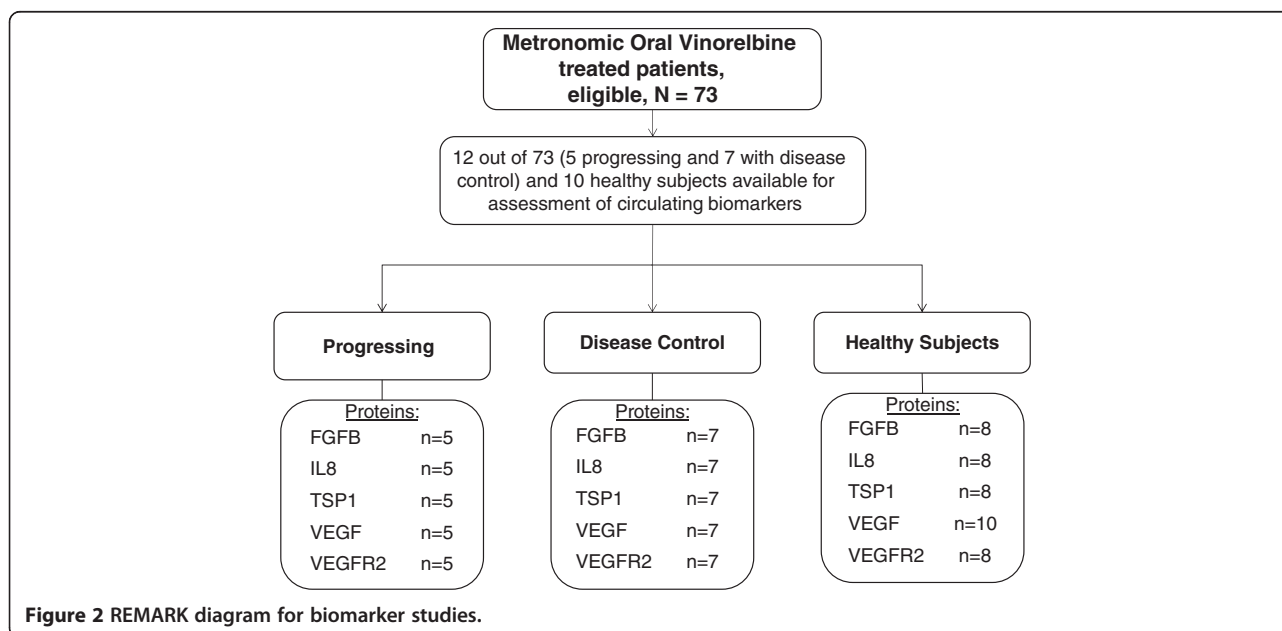 Metronomic Oral Vinorelbine
treated patients,
eligible, N = 73
12 out of 73 (5 progressing and 7 with disease
control) and 10 healthy subjects available for
assessment of circulating biomarkers
Progressing
Disease Control
Healthy Subjects
Proteins:
FGFB n=5
IL8 n=5
TSP1 n=5
VEGF n=5
VEGFR2 n=5
Proteins:
FGFB n=7
IL8 n=7
TSP1 n=7
VEGF n=7
VEGFR2 n=7
Proteins:
FGFB n=8
IL8 n=8
TSP1 n=8
VEGF n=10
VEGFR2 n=8
Figure 2 REMARK diagram for biomarker studies.